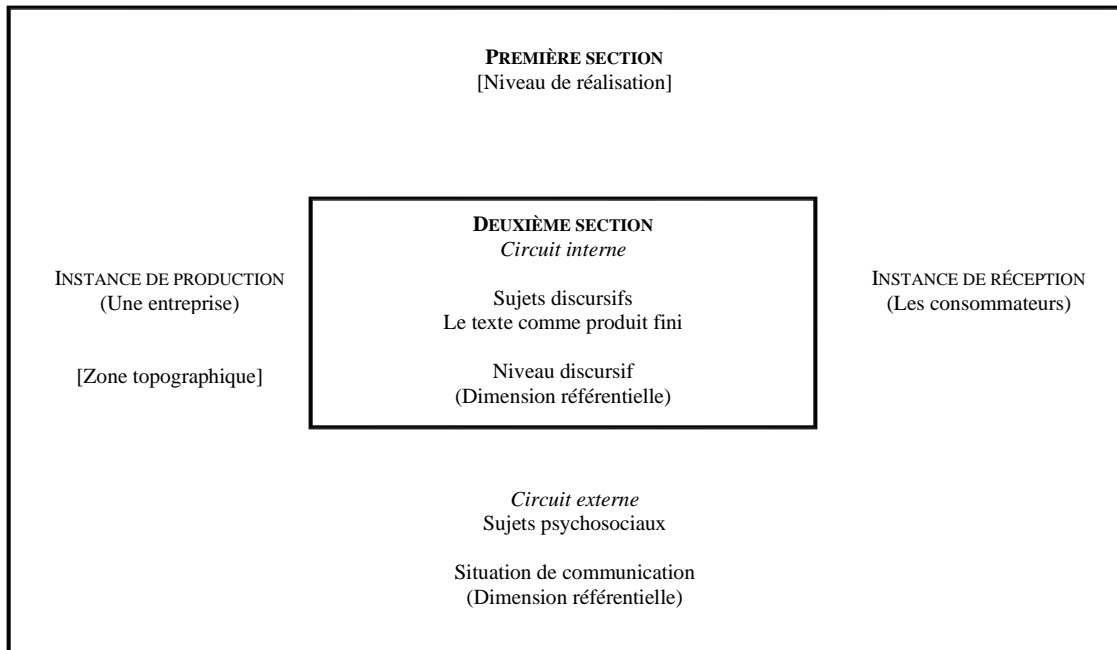 PREMIÈRE SECTION
[Niveau de réalisation]
DEUXIÈME SECTION
Circuit interne
INSTANCE DE PRODUCTION
(Une entreprise)
[Zone topographique]
Sujets discursifs
Le texte comme produit fini
Niveau discursif
(Dimension référentielle)
INSTANCE DE RÉCEPTION
(Les consommateurs)
Circuit externe
Sujets psychosociaux
Situation de communication
(Dimension référentielle)